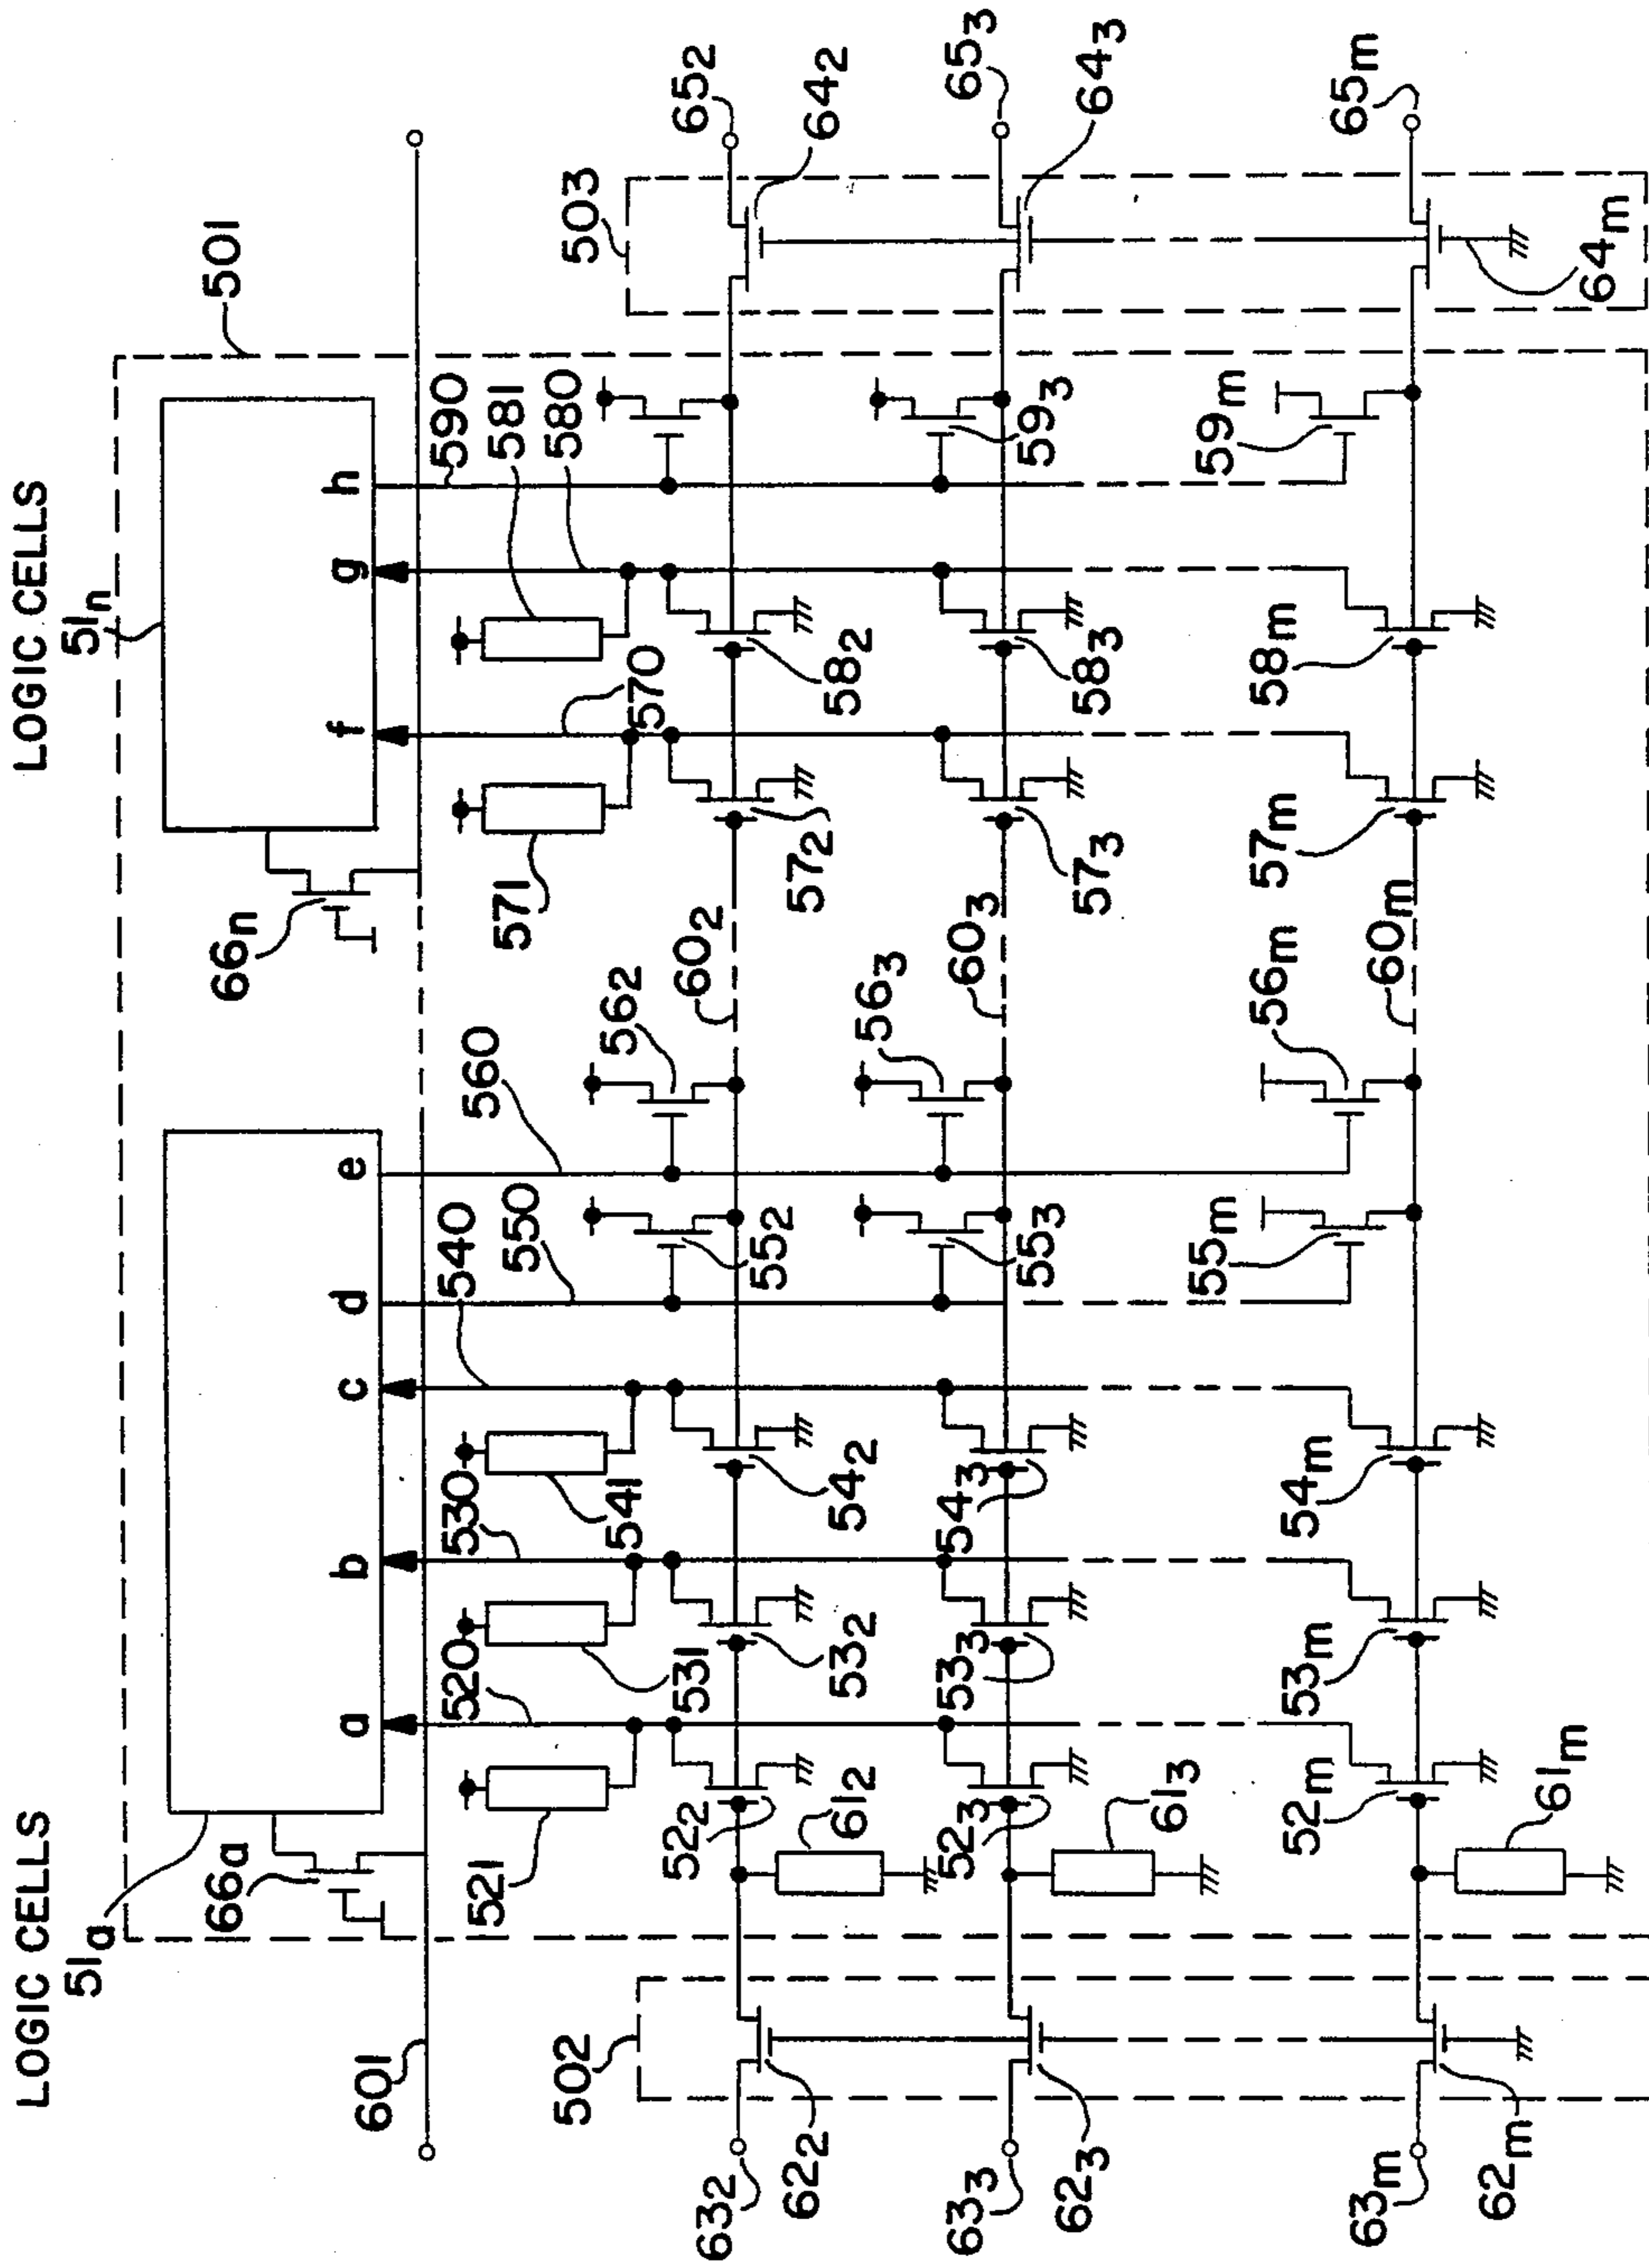 LOGIC CELLS
51a
LOGIC CELLS
51n
501
66a
66n
601
a
b
c
d
e
f
g
h
520
530
540
550
560
570
580
590
521
531
541
571
581
502
503
63₂
62₂
61₂
52₂
53₂
54₂
55₂
56₂
60₂
57₂
58₂
64₂
65₂
63₃
62₃
61₃
52₃
53₃
54₃
55₃
56₃
60₃
57₃
58₃
59₃
64₃
65₃
63m
62m
61m
52m
53m
54m
55m
56m
60m
57m
58m
59m
64m
65m